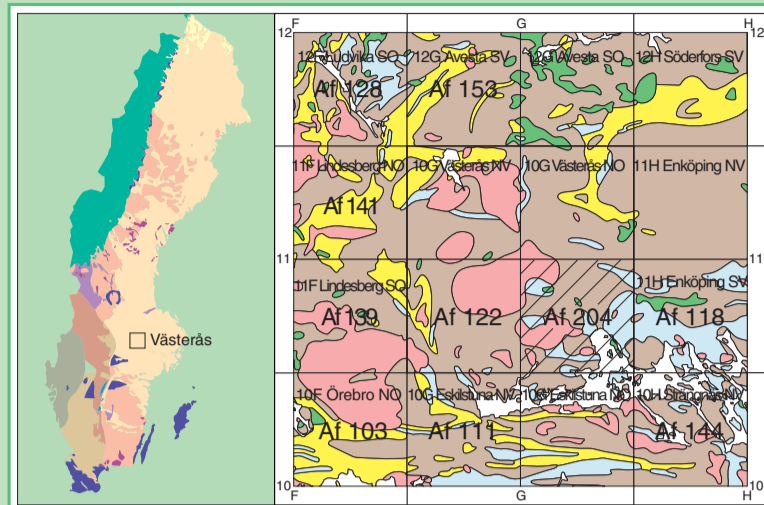 Västerås
F G H
12 12
12F Ludvika SO 12G Avesta SV 12G Avesta SO 12H Söderfors SV
Af 128 Af 153
11F Lindesberg NO 10G Västerås NV 10G Västerås NO 11H Enköping NV
Af 141
11 11
11F Lindesberg SO 11H Enköping SV
Af 139 Af 122 Af 204 Af 118
10F Örebro NO 10G Eskilstuna NV 10G Eskilstuna NO 10H Strängnäs NV
Af 103 Af 111 Af 144
10 10
F G H